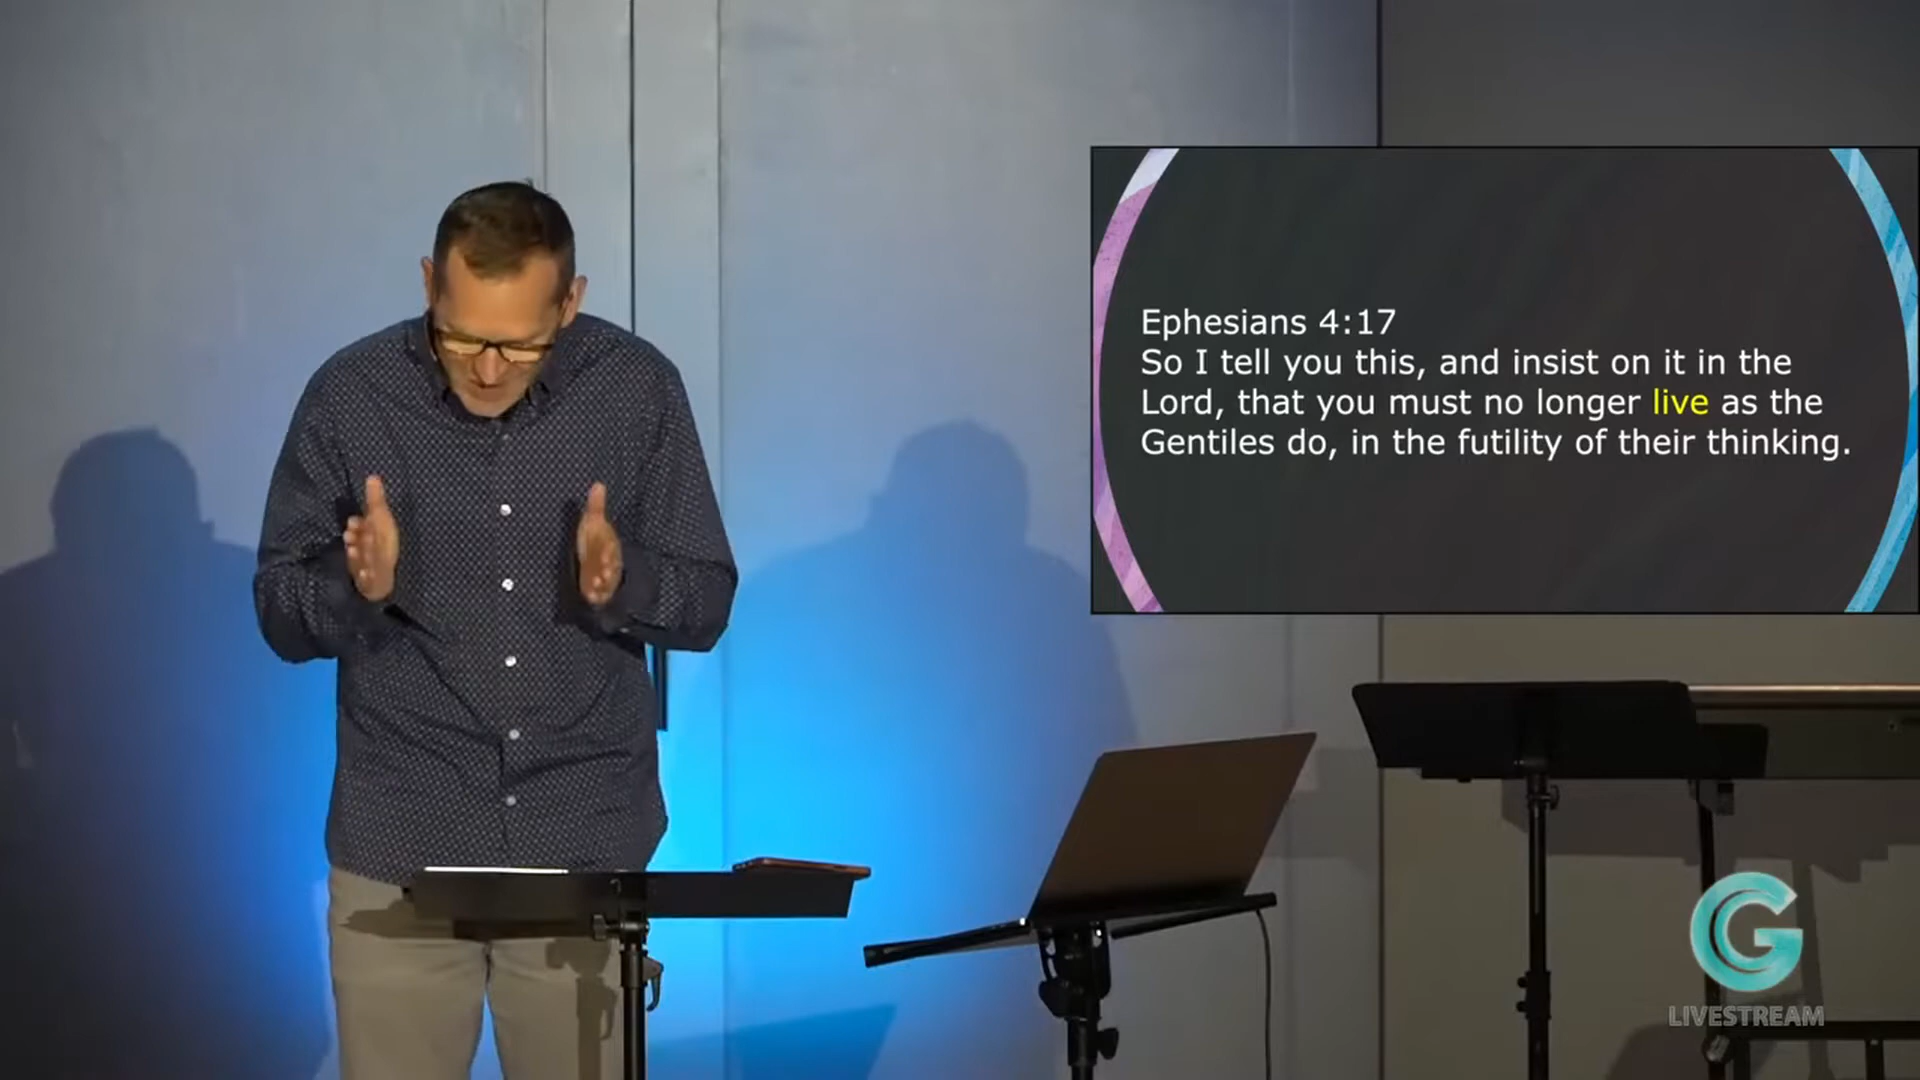 Ephesians 4:17
So I tell you this, and insist on it in the
Lord, that you must no longer live as the
Gentiles do, in the futility of their thinking.
G
LIVESTREAM